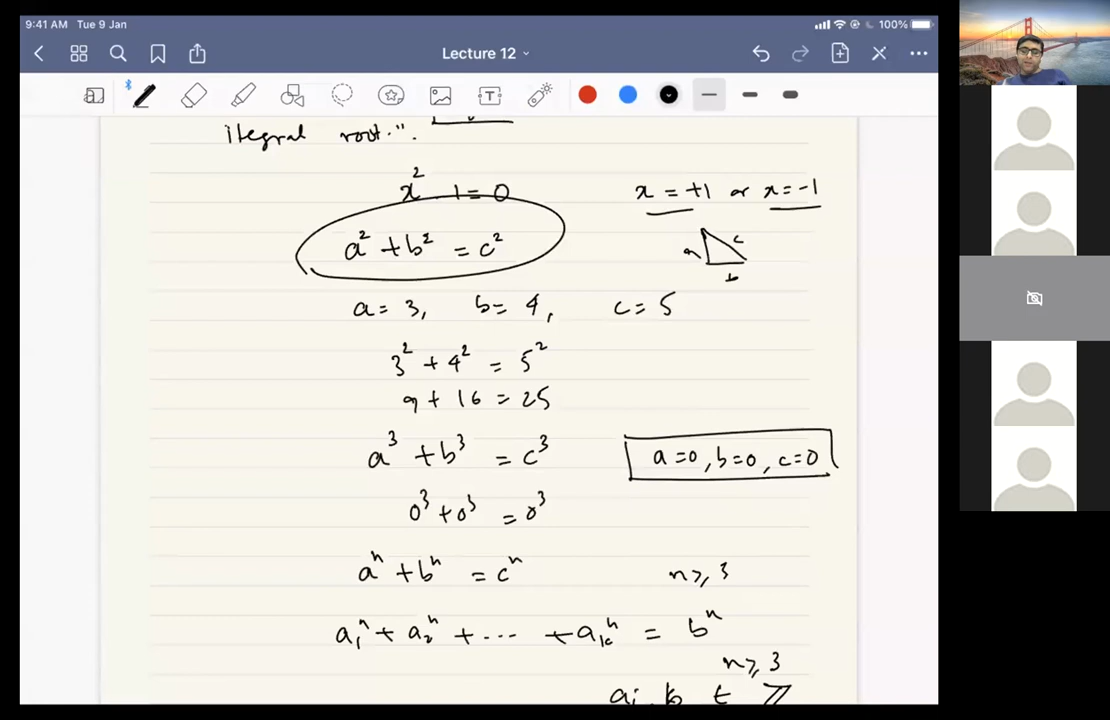 9:41 AM Tue 9 Jan 100%
Lecture 12
itegral root.".
x² - 1 = 0 x = +1 or x = -1
a² + b² = c² a c b
a = 3, b = 4, c = 5
3² + 4² = 5²
9 + 16 = 25
a³ + b³ = c³ a = 0, b = 0, c = 0
0³ + 0³ = 0³
aⁿ + bⁿ = cⁿ n ≥ 3
a₁ⁿ + a₂ⁿ + ... + aₖⁿ = bⁿ
n ≥ 3
aᵢ, b ∈ ℤ